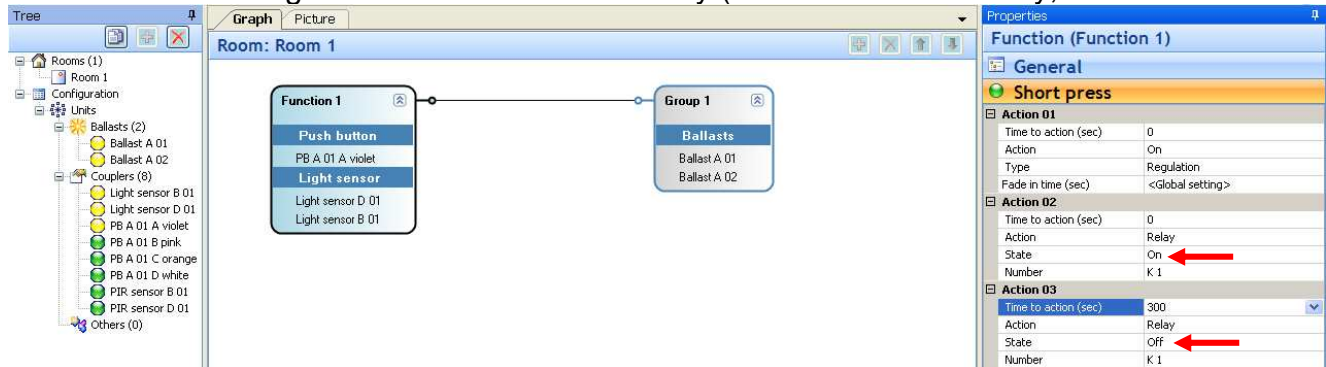 Tree
Rooms (1)
Room 1
Configuration
Units
Ballasts (2)
Ballast A 01
Ballast A 02
Couplers (8)
Light sensor B 01
Light sensor D 01
PB A 01 A violet
PB A 01 B pink
PB A 01 C orange
PB A 01 D white
PIR sensor B 01
PIR sensor D 01
Others (0)
Graph Picture
Room: Room 1
Function 1
Push button
PB A 01 A violet
Light sensor
Light sensor D 01
Light sensor B 01
Group 1
Ballasts
Ballast A 01
Ballast A 02
Properties
Function (Function 1)
General
Short press
Action 01
Time to action (sec) 0
Action On
Type Regulation
Fade in time (sec) <Global setting>
Action 02
Time to action (sec) 0
Action Relay
State On
Number K 1
Action 03
Time to action (sec) 300
Action Relay
State Off
Number K 1